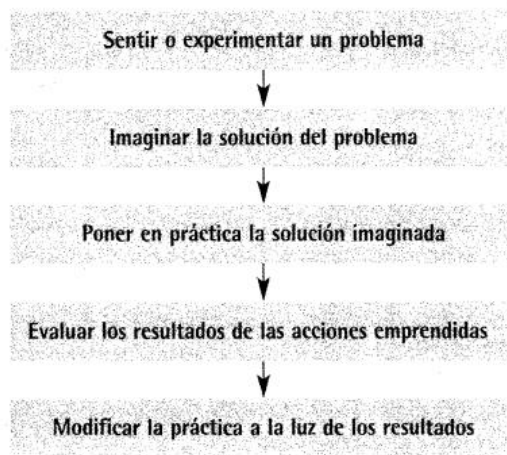 Sentir o experimentar un problema
Imaginar la solución del problema
Poner en práctica la solución imaginada
Evaluar los resultados de las acciones emprendidas
Modificar la práctica a la luz de los resultados